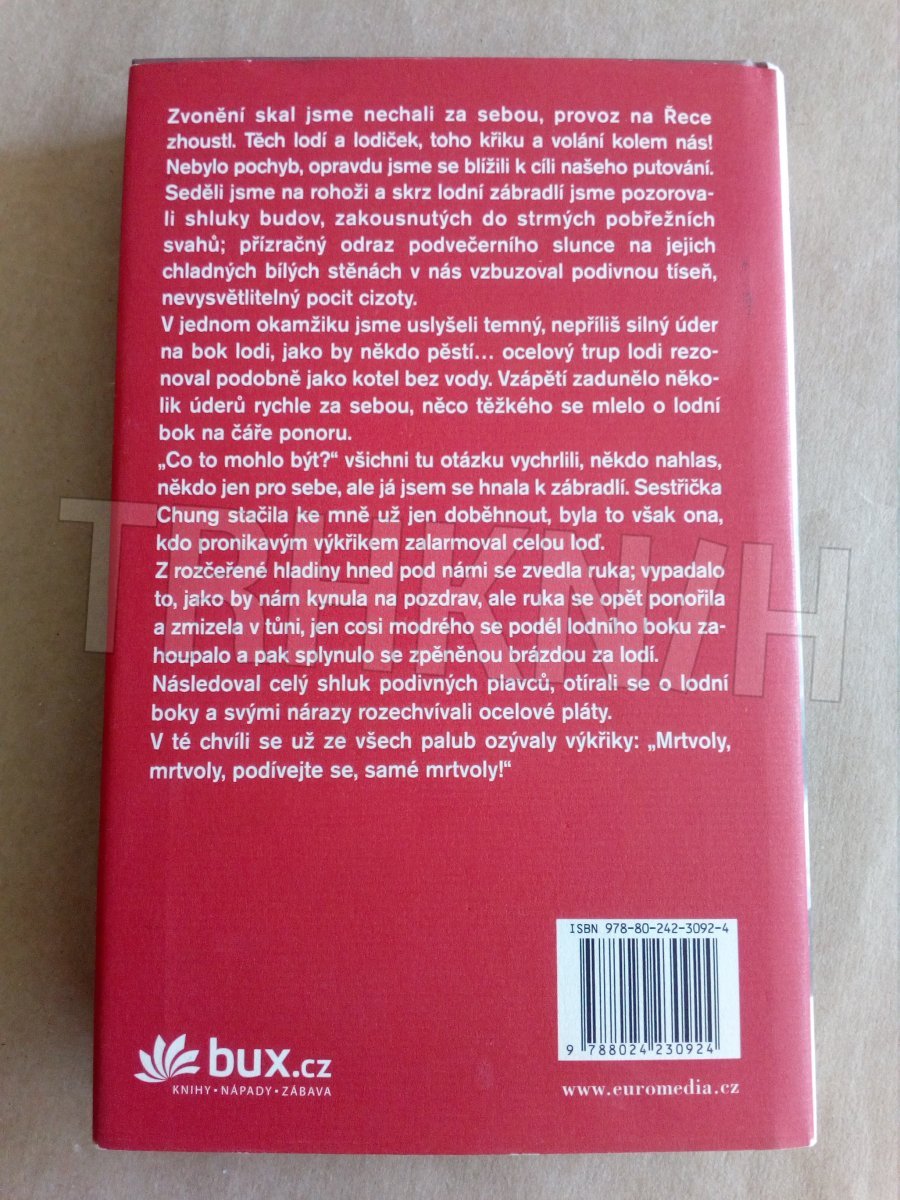 Zvonění skal jsme nechali za sebou, provoz na Řece
zhoustl. Těch lodí a lodiček, toho křiku a volání kolem nás!
Nebylo pochyb, opravdu jsme se blížili k cíli našeho putování.
Seděli jsme na rohoži a skrz lodní zábradlí jsme pozorova-
li shluky budov, zakousnutých do strmých pobřežních
svahů; přízračný odraz podvečerního slunce na jejich
chladných bílých stěnách v nás vzbuzoval podivnou tíseň,
nevysvětlitelný pocit cizoty.
V jednom okamžiku jsme uslyšeli temný, nepříliš silný úder
na bok lodi, jako by někdo pěstí... ocelový trup lodi rezo-
noval podobně jako kotel bez vody. Vzápětí zadunělo něko-
lik úderů rychle za sebou, něco těžkého se mlelo o lodní
bok na čáře ponoru.
„Co to mohlo být?“ všichni tu otázku vychrlili, někdo nahlas,
někdo jen pro sebe, ale já jsem se hnala k zábradlí. Sestřička
Chung stačila ke mně už jen doběhnout, byla to však ona,
kdo pronikavým výkřikem zalarmoval celou loď.
Z rozčeřené hladiny hned pod námi se zvedla ruka; vypadalo
to, jako by nám kynula na pozdrav, ale ruka se opět ponořila
a zmizela v tůni, jen cosi modrého se podél lodního boku za-
houpalo a pak splynulo se zpěněnou brázdou za lodí.
Následoval celý shluk podivných plavců, otírali se o lodní
boky a svými nárazy rozechvívali ocelové pláty.
V té chvíli se už ze všech palub ozývaly výkřiky: „Mrtvoly,
mrtvoly, podívejte se, samé mrtvoly!“
TRHKNIH
ISBN 978-80-242-3092-4
9 788024 230924
bux.cz
KNIHY•NÁPADY•ZÁBAVA
www.euromedia.cz